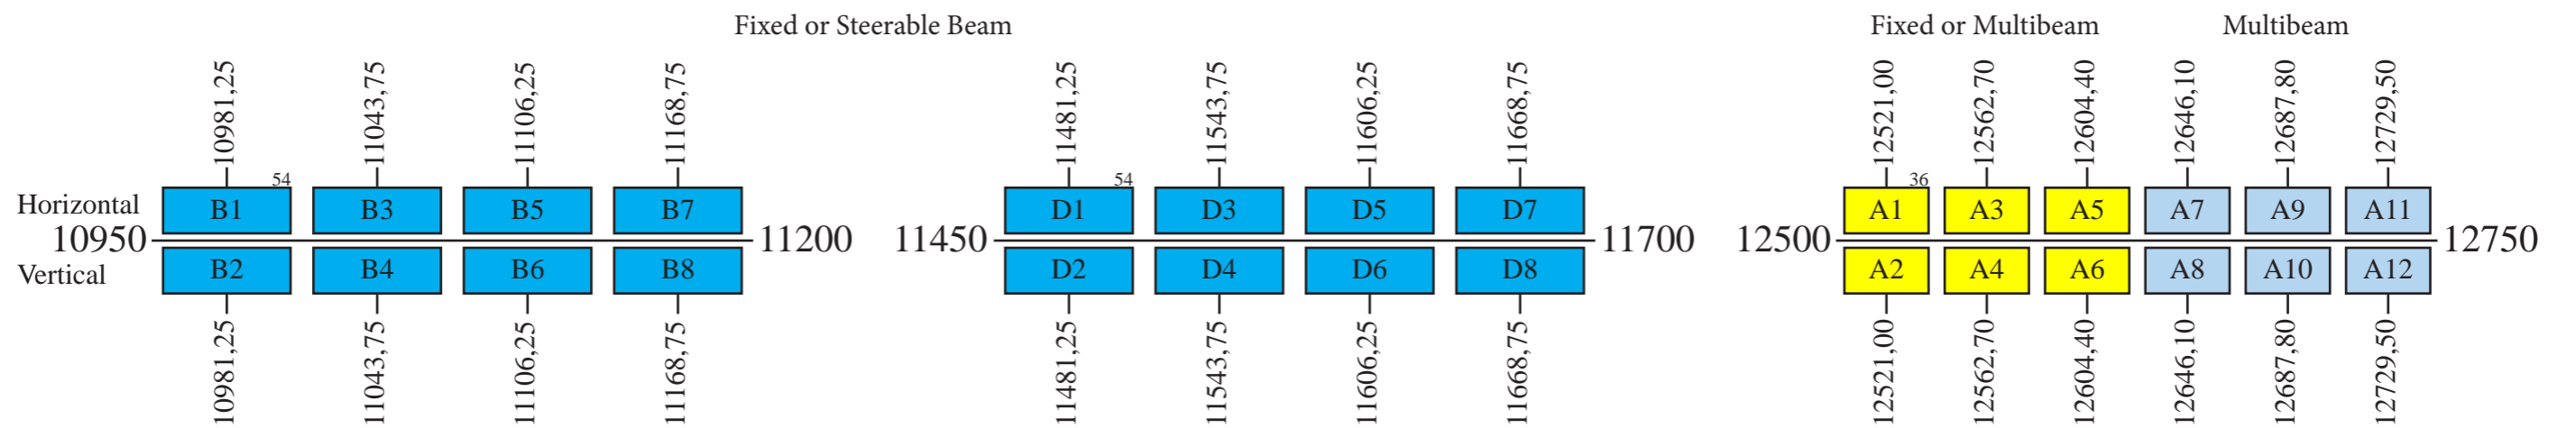 Fixed or Steerable Beam
Fixed or Multibeam
Multibeam
10981,25 11043,75 11106,25 11168,75 11481,25 11543,75 11606,25 11668,75 12521,00 12562,70 12604,40 12646,10 12687,80 12729,50
54 54 36
Horizontal B1 B3 B5 B7 D1 D3 D5 D7 A1 A3 A5 A7 A9 A11
10950 11200 11450 11700 12500 12750
Vertical B2 B4 B6 B8 D2 D4 D6 D8 A2 A4 A6 A8 A10 A12
10981,25 11043,75 11106,25 11168,75 11481,25 11543,75 11606,25 11668,75 12521,00 12562,70 12604,40 12646,10 12687,80 12729,50